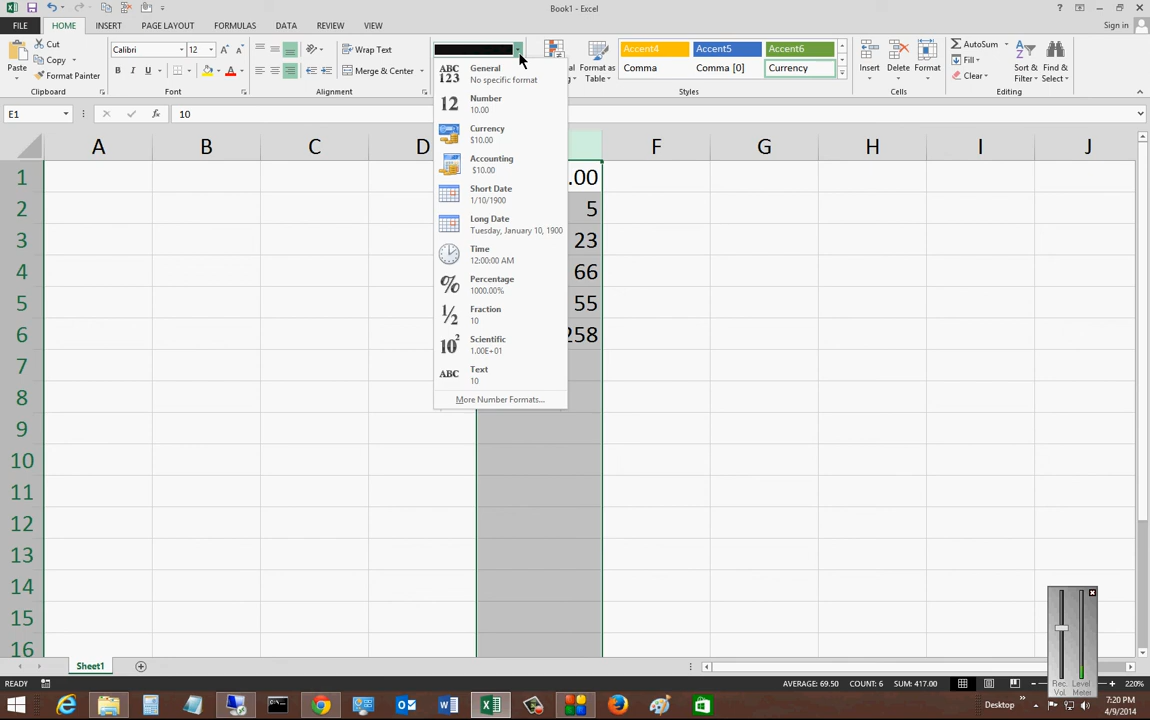 Book1 - Excel
Sign in
FILE HOME INSERT PAGE LAYOUT FORMULAS DATA REVIEW VIEW
Paste
Cut
Copy
Format Painter
Clipboard
Calibri 12
B I U
Font
Wrap Text
Merge & Center
Alignment
Format as
Table
Accent4 Accent5 Accent6
Comma Comma [0] Currency
Styles
Insert Delete Format
Cells
AutoSum
Fill
Clear
Sort &
Filter
Find &
Select
Editing
E1 fx 10
A B C D F G H I J
ABC
123
General
No specific format
12
Number
10.00
Currency
$10.00
Accounting
$10.00
Short Date
1/10/1900
Long Date
Tuesday, January 10, 1900
Time
12:00:00 AM
%
Percentage
1000.00%
½
Fraction
10
10²
Scientific
1.00E+01
ABC
Text
10
More Number Formats...
1 .00
2 5
3 23
4 66
5 55
6 258
7
8
9
10
11
12
13
14
15
16
Sheet1
Rec.
Vol
Level
Meter
READY AVERAGE: 69.50 COUNT: 6 SUM: 417.00 220%
Desktop
7:20 PM
4/9/2014